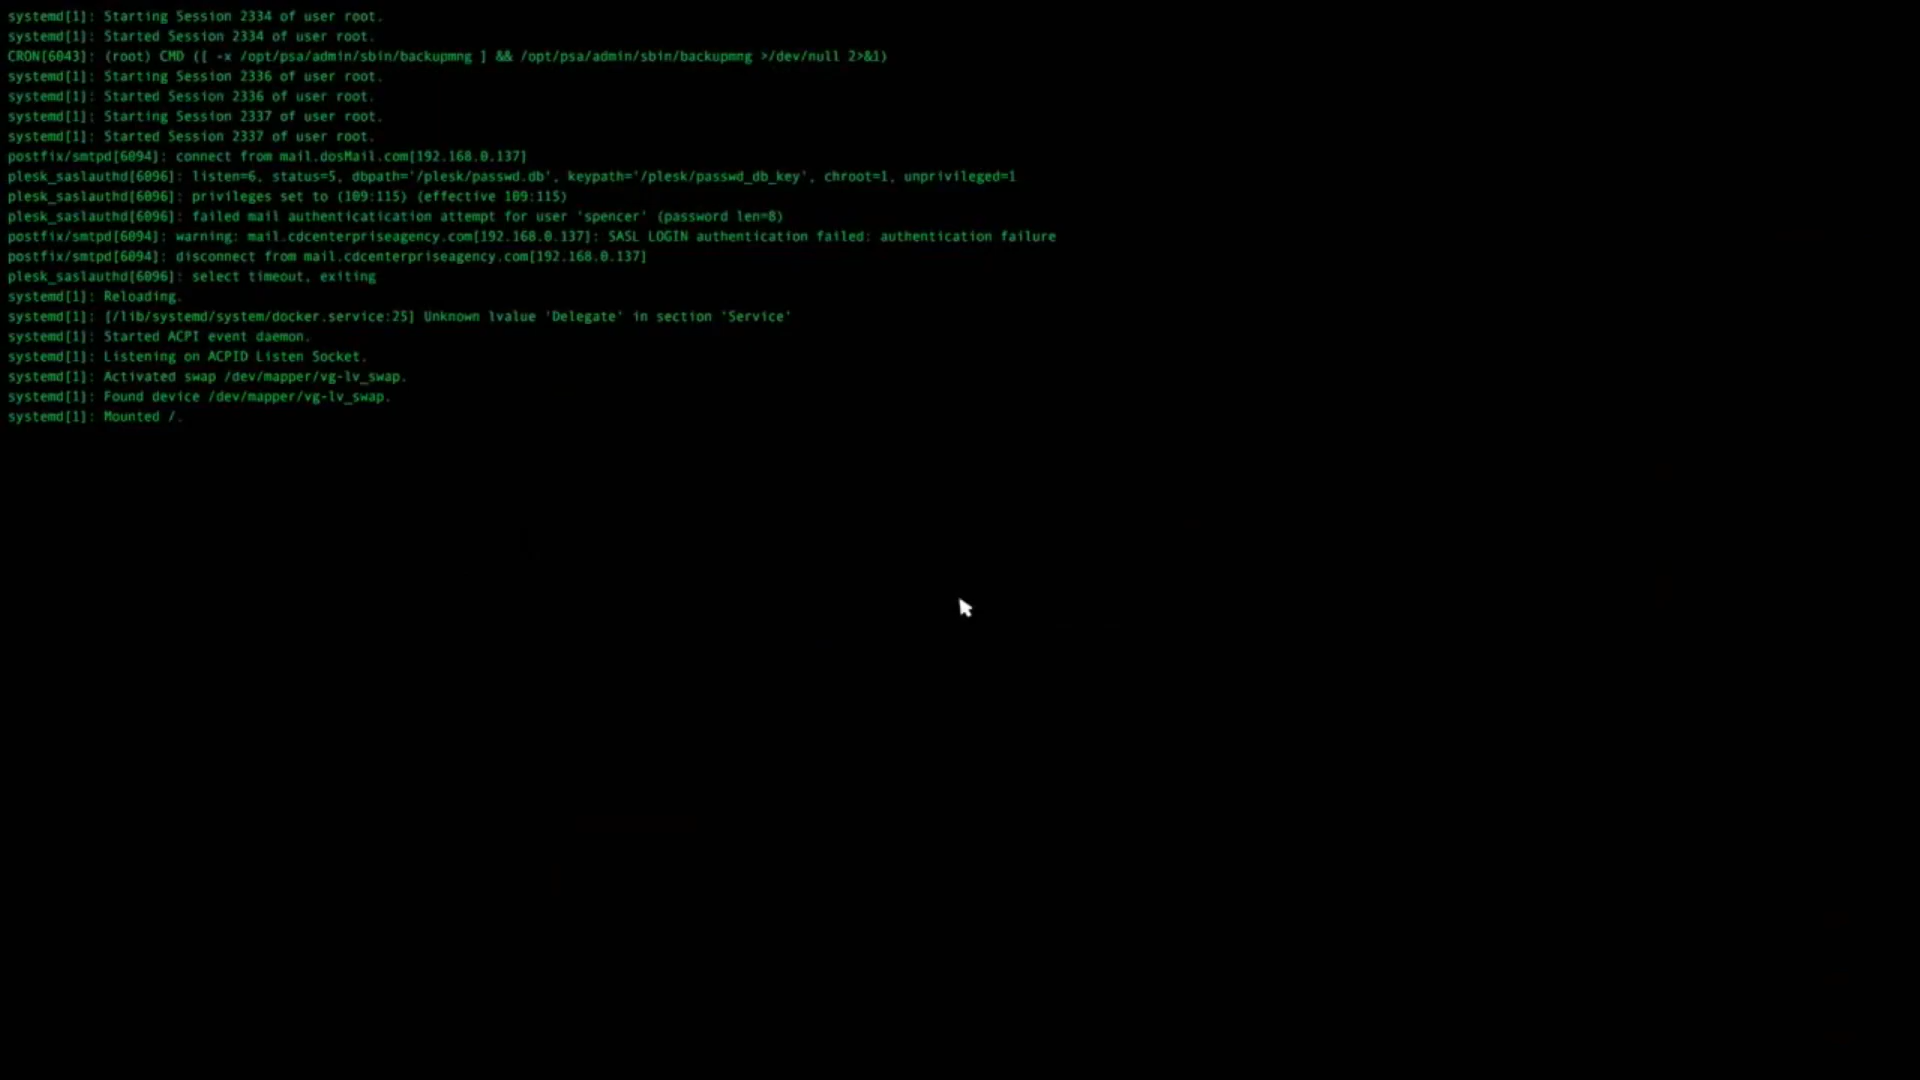 systemd[1]: Starting Session 2334 of user root.
systemd[1]: Started Session 2334 of user root.
CRON[6043]: (root) CMD ([ -x /opt/psa/admin/sbin/backupmng ] && /opt/psa/admin/sbin/backupmng >/dev/null 2>&1)
systemd[1]: Starting Session 2336 of user root.
systemd[1]: Started Session 2336 of user root.
systemd[1]: Starting Session 2337 of user root.
systemd[1]: Started Session 2337 of user root.
postfix/smtpd[6094]: connect from mail.dosMail.com[192.168.0.137]
plesk_saslauthd[6096]: listen=6, status=5, dbpath='/plesk/passwd.db', keypath='/plesk/passwd_db_key', chroot=1, unprivileged=1
plesk_saslauthd[6096]: privileges set to (109:115) (effective 109:115)
plesk_saslauthd[6096]: failed mail authenticatication attempt for user 'spencer' (password len=8)
postfix/smtpd[6094]: warning: mail.cdcenterpriseagency.com[192.168.0.137]: SASL LOGIN authentication failed: authentication failure
postfix/smtpd[6094]: disconnect from mail.cdcenterpriseagency.com[192.168.0.137]
plesk_saslauthd[6096]: select timeout, exiting
systemd[1]: Reloading.
systemd[1]: [/lib/systemd/system/docker.service:25] Unknown lvalue 'Delegate' in section 'Service'
systemd[1]: Started ACPI event daemon.
systemd[1]: Listening on ACPID Listen Socket.
systemd[1]: Activated swap /dev/mapper/vg-lv_swap.
systemd[1]: Found device /dev/mapper/vg-lv_swap.
systemd[1]: Mounted /.